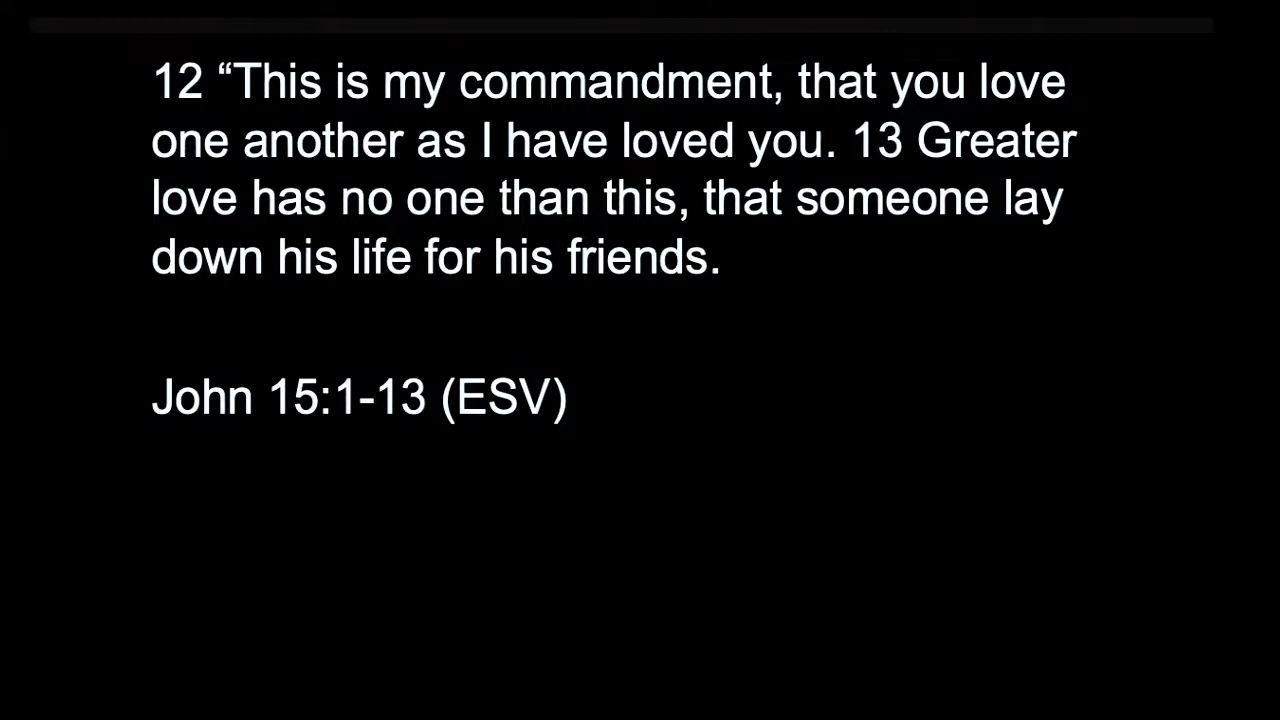 12 “This is my commandment, that you love
one another as I have loved you. 13 Greater
love has no one than this, that someone lay
down his life for his friends.
John 15:1-13 (ESV)